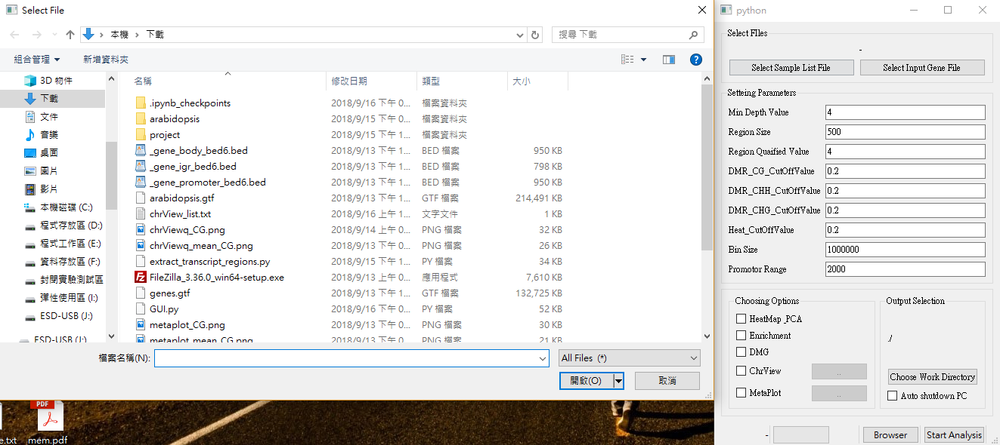 Select File
本機 › 下載
搜尋 下載
組合管理 新增資料夾
3D 物件
下載
文件
音樂
桌面
圖片
影片
本機磁碟 (C:)
程式存放區 (D:)
程式工作區 (E:)
資料存放區 (F:)
封閉實驗測試區
彈性使用區 (I:)
ESD-USB (J:)
ESD-USB (J:)
名稱 修改日期 類型 大小
.ipynb_checkpoints 2018/9/16 下午 0... 檔案資料夾
arabidopsis 2018/9/15 下午 0... 檔案資料夾
project 2018/9/15 下午 1... 檔案資料夾
_gene_body_bed6.bed 2018/9/13 下午 0... BED 檔案 950 KB
_gene_igr_bed6.bed 2018/9/13 下午 0... BED 檔案 798 KB
_gene_promoter_bed6.bed 2018/9/13 下午 0... BED 檔案 950 KB
arabidopsis.gtf 2018/9/13 下午 0... GTF 檔案 214,491 KB
chrView_list.txt 2018/9/16 上午 1... 文字文件 1 KB
chrViewq_CG.png 2018/9/14 上午 0... PNG 檔案 32 KB
chrViewq_mean_CG.png 2018/9/13 下午 0... PNG 檔案 26 KB
extract_transcript_regions.py 2018/9/15 下午 1... PY 檔案 34 KB
FileZilla_3.36.0_win64-setup.exe 2018/9/13 上午 0... 應用程式 7,610 KB
genes.gtf 2018/9/13 下午 1... GTF 檔案 132,725 KB
GUI.py 2018/9/16 下午 0... PY 檔案 52 KB
metaplot_CG.png 2018/9/13 下午 0... PNG 檔案 30 KB
metaplot_mean_CG.png 2018/9/13 下午 0... PNG 檔案 21 KB
檔案名稱(N): All Files (*)
開啟(O) 取消
PDF
e.txt mem.pdf
python
Select FIles
-
Select Sample List File Select Input Gene File
Setteing Parameters
Min Depth Value 4
Region Size 500
Region Quaified Value 4
DMR_CG_CutOffValue 0.2
DMR_CHH_CutOffValue 0.2
DMR_CHG_CutOffValue 0.2
Heat_CutOffValue 0.2
Bin Size 1000000
Promotor Range 2000
Choosing Options
HeatMap_PCA
Enrichment
DMG
ChrView ..
MetaPlot ..
Output Selection
./
Choose Work Directory
Auto shutdown PC
- Browser Start Analysis